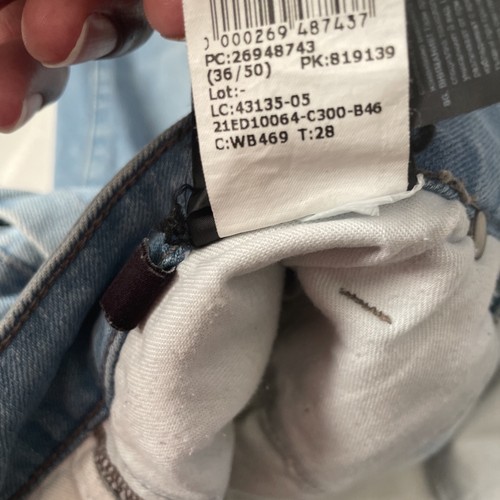 000269 487437
PC:26948743
(36/50) PK:819139
Lot:-
LC:43135-05
21ED10064-C300-B46
C:WB469 T:28